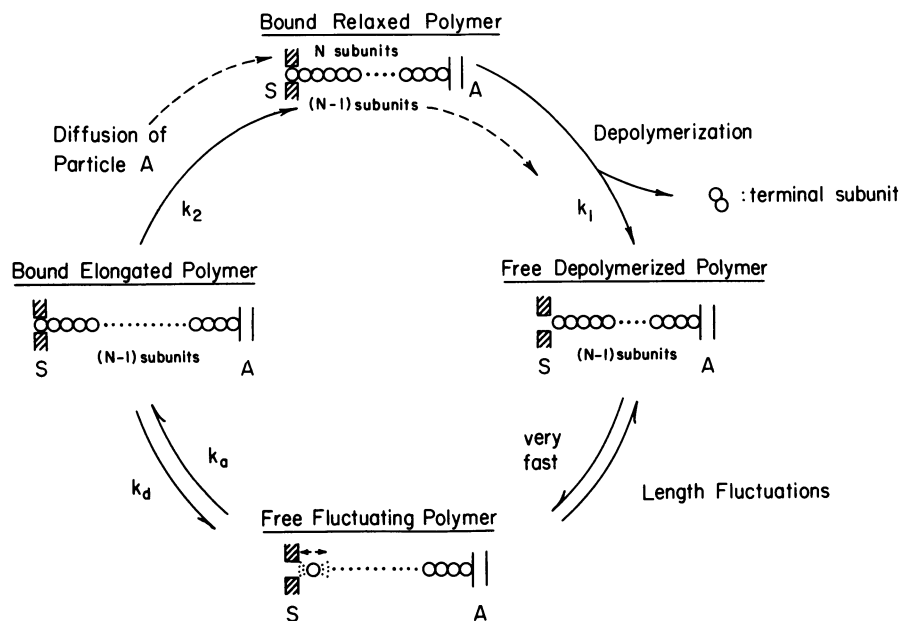 Bound Relaxed Polymer
N subunits
S
A
(N-1) subunits
Diffusion of
Particle A
Depolymerization
: terminal subunit
k2
k1
Bound Elongated Polymer
(N-1) subunits
S
A
Free Depolymerized Polymer
(N-1) subunits
S
A
ka
kd
very
fast
Length Fluctuations
Free Fluctuating Polymer
S
A